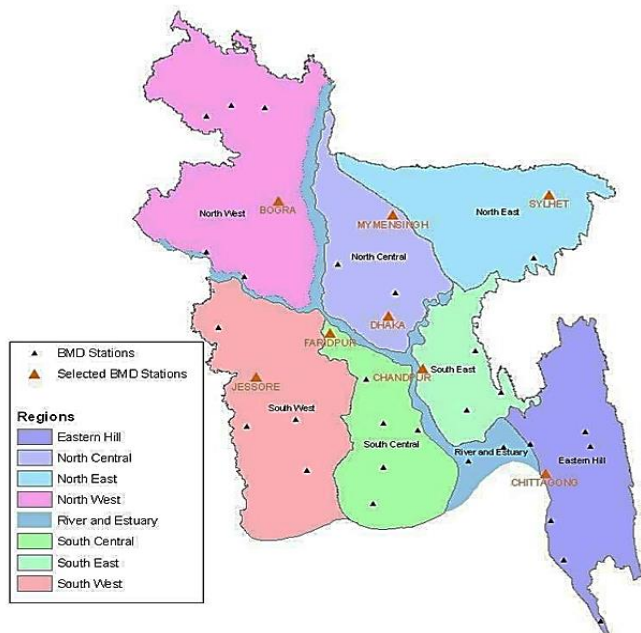 SYLHET
BOGRA
North West
MYMENSINGH
North East
North Central
DHAKA
FARIDPUR
CHANDPUR
South East
JESSORE
South West
South Central
River and Estuary
Eastern Hill
CHITTAGONG
BMD Stations
Selected BMD Stations
Regions
Eastern Hill
North Central
North East
North West
River and Estuary
South Central
South East
South West